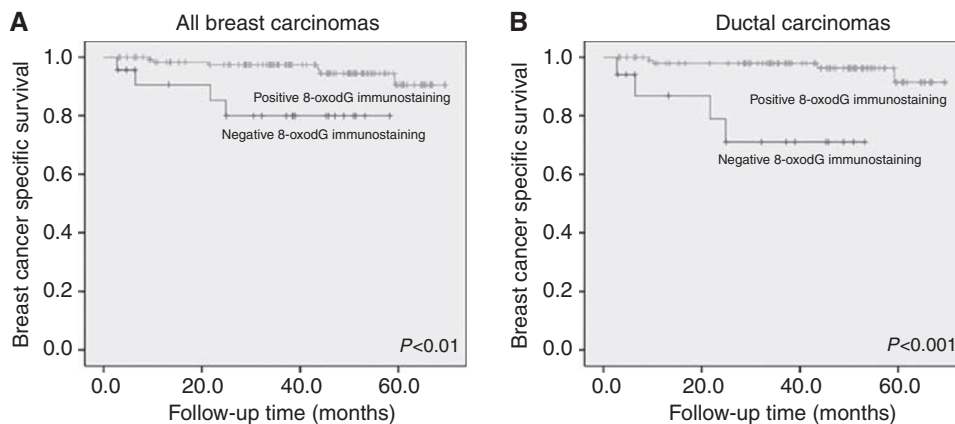 A
All breast carcinomas
Breast cancer specific survival
1.0
0.8
0.6
0.4
0.2
0.0
Positive 8-oxodG immunostaining
Negative 8-oxodG immunostaining
P<0.01
0.0 20.0 40.0 60.0
Follow-up time (months)
B
Ductal carcinomas
Breast cancer specific survival
1.0
0.8
0.6
0.4
0.2
0.0
Positive 8-oxodG immunostaining
Negative 8-oxodG immunostaining
P<0.001
0.0 20.0 40.0 60.0
Follow-up time (months)